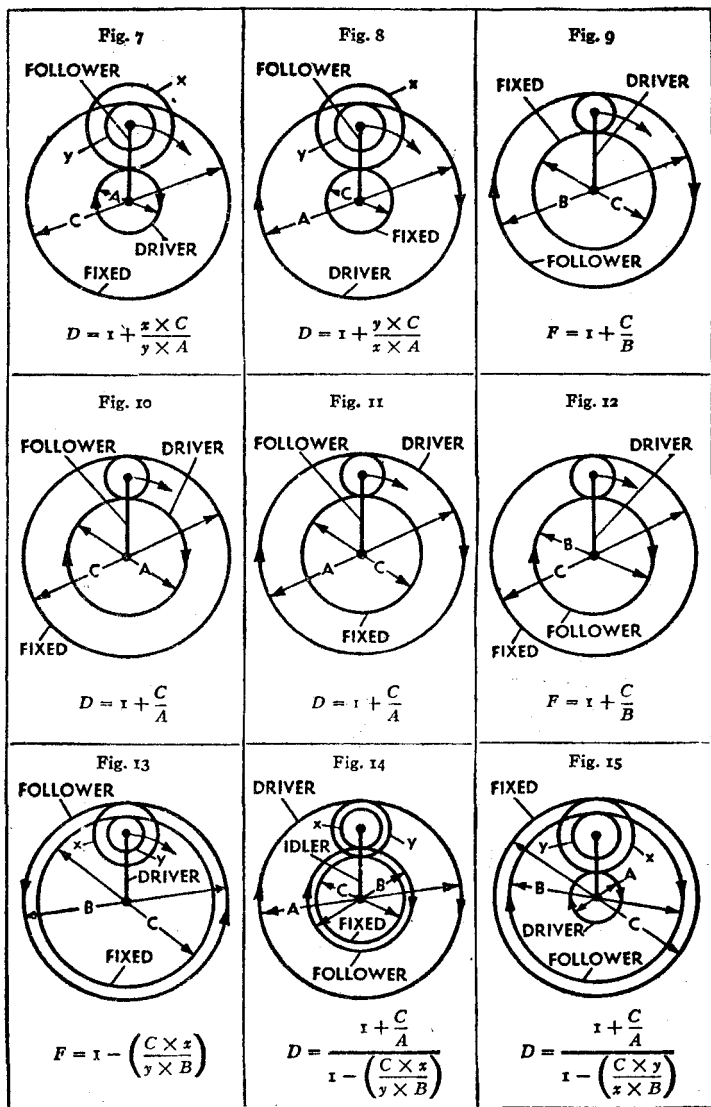 Fig. 7
FOLLOWER
x
y
A
C
DRIVER
FIXED
D = 1 + x × C / y × A
Fig. 8
FOLLOWER
x
y
C
A
FIXED
DRIVER
D = 1 + y × C / x × A
Fig. 9
FIXED
DRIVER
B
C
FOLLOWER
F = 1 + C / B
Fig. 10
FOLLOWER
DRIVER
C
A
FIXED
D = 1 + C / A
Fig. 11
FOLLOWER
DRIVER
A
C
FIXED
D = 1 + C / A
Fig. 12
DRIVER
B
C
FOLLOWER
FIXED
F = 1 + C / B
Fig. 13
FOLLOWER
x
y
DRIVER
B
C
FIXED
F = 1 - (C × x / y × B)
Fig. 14
DRIVER
x
IDLER
y
C
B
A
FIXED
FOLLOWER
D = 1 + C / A / 1 - (C × x / y × B)
Fig. 15
FIXED
y
x
A
B
C
DRIVER
FOLLOWER
D = 1 + C / A / 1 - (C × y / x × B)